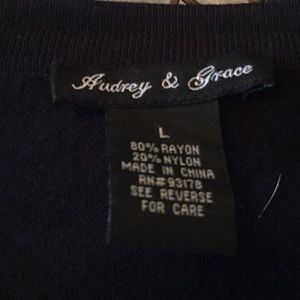 Audrey & Grace
L
80% RAYON
20% NYLON
MADE IN CHINA
RN#93178
SEE REVERSE
FOR CARE